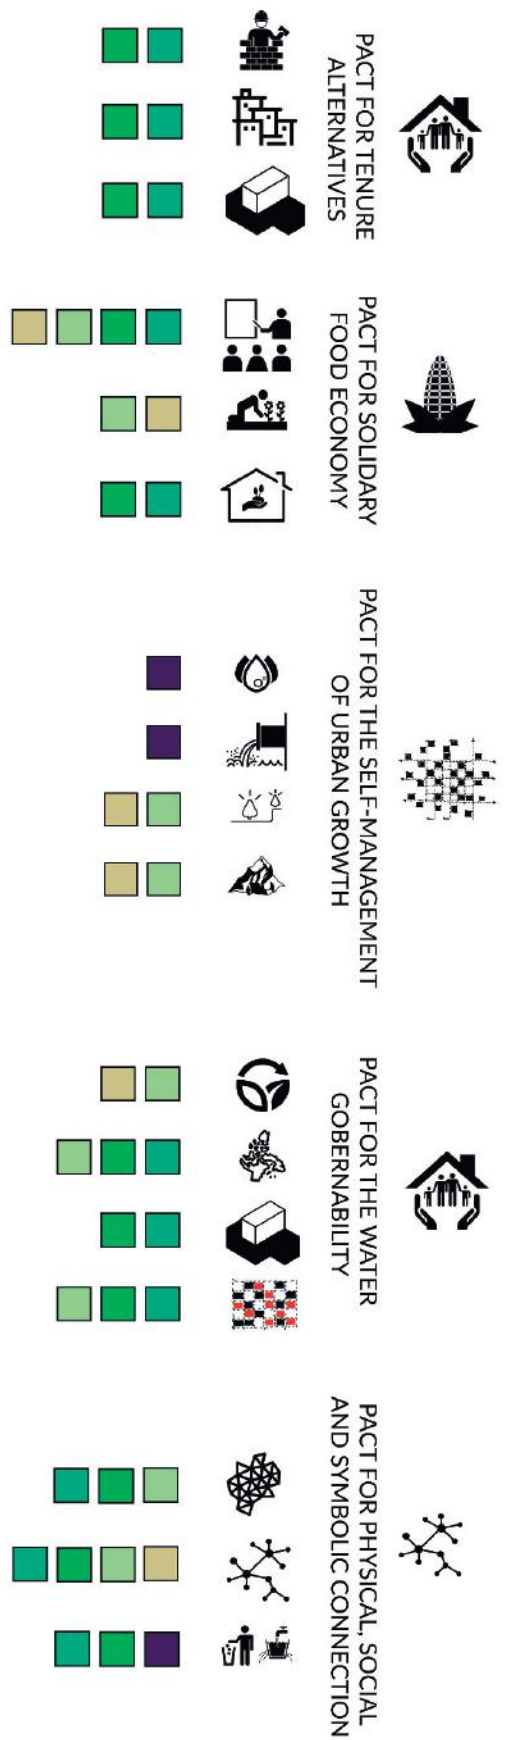 PACT FOR TENURE
ALTERNATIVES
PACT FOR SOLIDARY
FOOD ECONOMY
PACT FOR THE SELF-MANAGEMENT
OF URBAN GROWTH
PACT FOR THE WATER
GOBERNABILITY
PACT FOR PHYSICAL, SOCIAL
AND SYMBOLIC CONNECTION